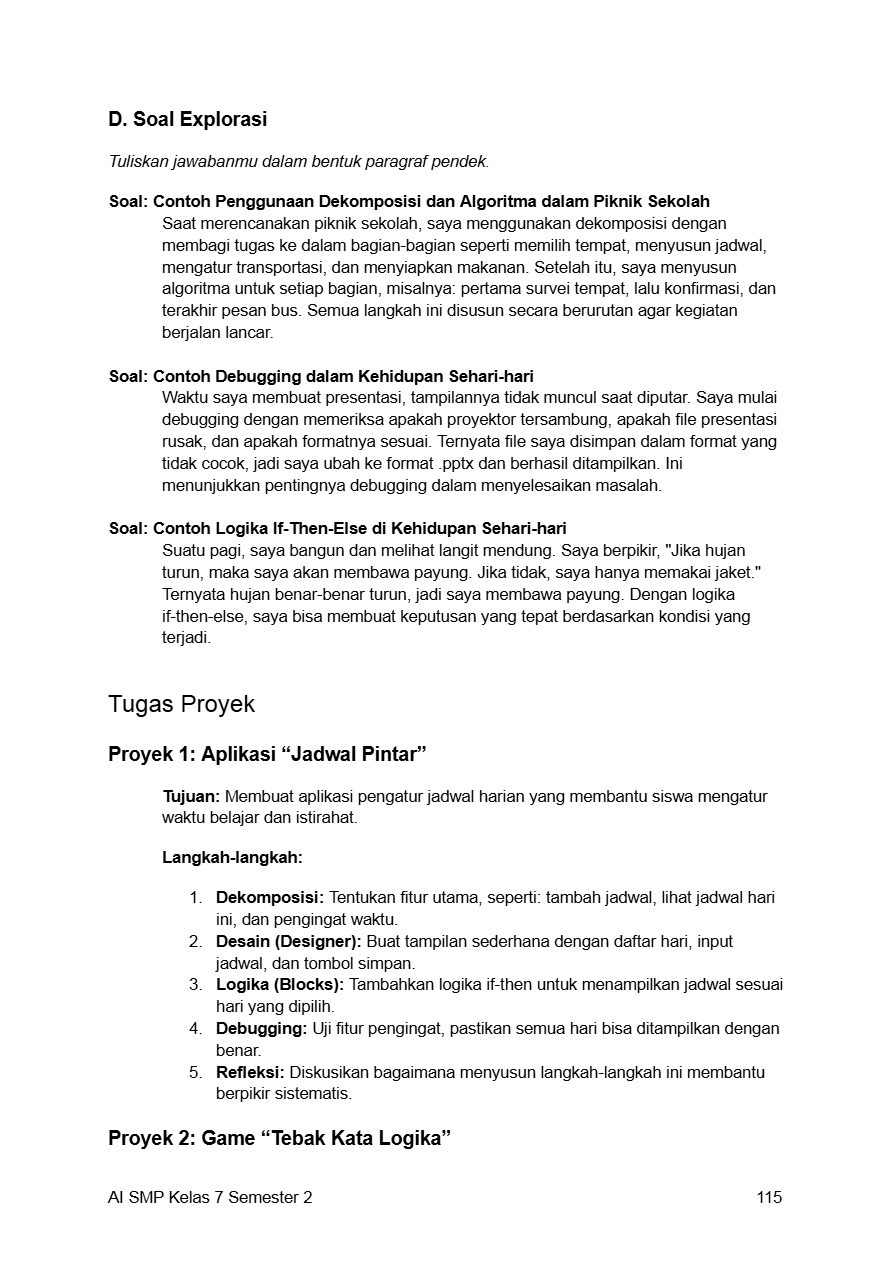 D. Soal Explorasi
Tuliskan jawabanmu dalam bentuk paragraf pendek.
Soal: Contoh Penggunaan Dekomposisi dan Algoritma dalam Piknik Sekolah
Saat merencanakan piknik sekolah, saya menggunakan dekomposisi dengan
membagi tugas ke dalam bagian-bagian seperti memilih tempat, menyusun jadwal,
mengatur transportasi, dan menyiapkan makanan. Setelah itu, saya menyusun
algoritma untuk setiap bagian, misalnya: pertama survei tempat, lalu konfirmasi, dan
terakhir pesan bus. Semua langkah ini disusun secara berurutan agar kegiatan
berjalan lancar.
Soal: Contoh Debugging dalam Kehidupan Sehari-hari
Waktu saya membuat presentasi, tampilannya tidak muncul saat diputar. Saya mulai
debugging dengan memeriksa apakah proyektor tersambung, apakah file presentasi
rusak, dan apakah formatnya sesuai. Ternyata file saya disimpan dalam format yang
tidak cocok, jadi saya ubah ke format .pptx dan berhasil ditampilkan. Ini
menunjukkan pentingnya debugging dalam menyelesaikan masalah.
Soal: Contoh Logika If-Then-Else di Kehidupan Sehari-hari
Suatu pagi, saya bangun dan melihat langit mendung. Saya berpikir, "Jika hujan
turun, maka saya akan membawa payung. Jika tidak, saya hanya memakai jaket."
Ternyata hujan benar-benar turun, jadi saya membawa payung. Dengan logika
if-then-else, saya bisa membuat keputusan yang tepat berdasarkan kondisi yang
terjadi.
Tugas Proyek
Proyek 1: Aplikasi “Jadwal Pintar”
Tujuan: Membuat aplikasi pengatur jadwal harian yang membantu siswa mengatur
waktu belajar dan istirahat.
Langkah-langkah:
1. Dekomposisi: Tentukan fitur utama, seperti: tambah jadwal, lihat jadwal hari
ini, dan pengingat waktu.
2. Desain (Designer): Buat tampilan sederhana dengan daftar hari, input
jadwal, dan tombol simpan.
3. Logika (Blocks): Tambahkan logika if-then untuk menampilkan jadwal sesuai
hari yang dipilih.
4. Debugging: Uji fitur pengingat, pastikan semua hari bisa ditampilkan dengan
benar.
5. Refleksi: Diskusikan bagaimana menyusun langkah-langkah ini membantu
berpikir sistematis.
Proyek 2: Game “Tebak Kata Logika”
AI SMP Kelas 7 Semester 2 115